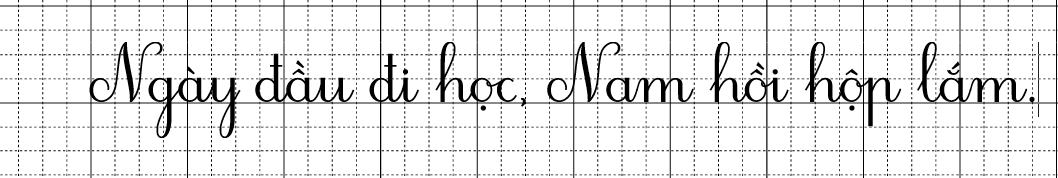 Ngày đầu đi học, Nam hồi hộp lắm.